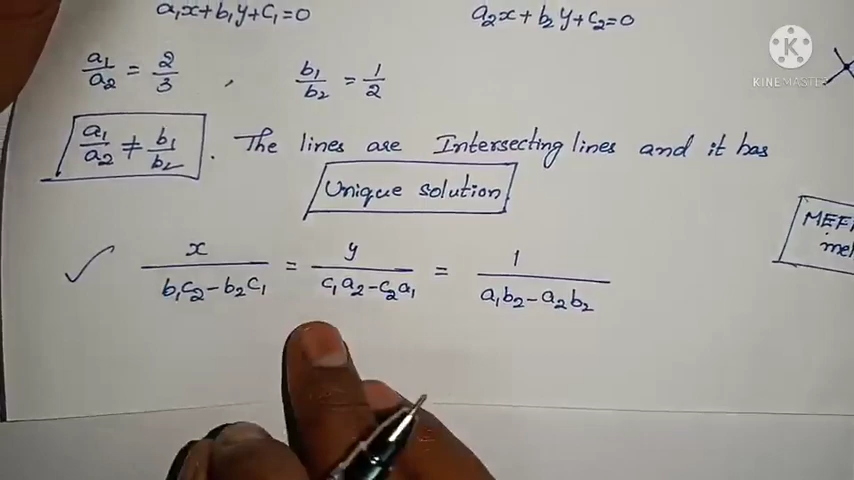 a₁x+b₁y+c₁=0 a₂x+b₂y+c₂=0
a₁/a₂ = 2/3 , b₁/b₂ = 1/2
KINEMASTER
a₁/a₂ ≠ b₁/b₂. The lines are Intersecting lines and it has
Unique solution
x/(b₁c₂-b₂c₁) = y/(c₁a₂-c₂a₁) = 1/(a₁b₂-a₂b₂)